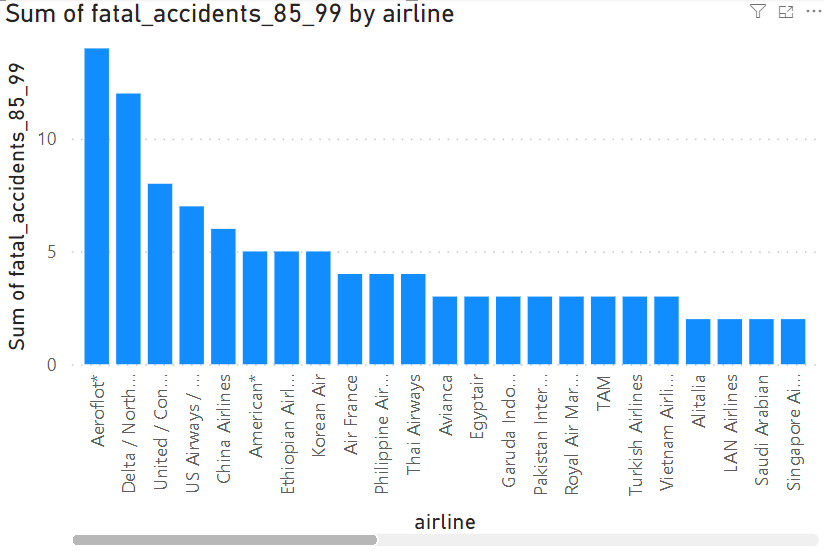 Sum of fatal_accidents_85_99 by airline
Sum of fatal_accidents_85_99
10
5
0
Aeroflot*
Delta / North...
United / Con...
US Airways / ...
China Airlines
American*
Ethiopian Airl...
Korean Air
Air France
Philippine Air...
Thai Airways
Avianca
Egyptair
Garuda Indo...
Pakistan Inter...
Royal Air Mar...
TAM
Turkish Airlines
Vietnam Airli...
Alitalia
LAN Airlines
Saudi Arabian
Singapore Ai...
airline